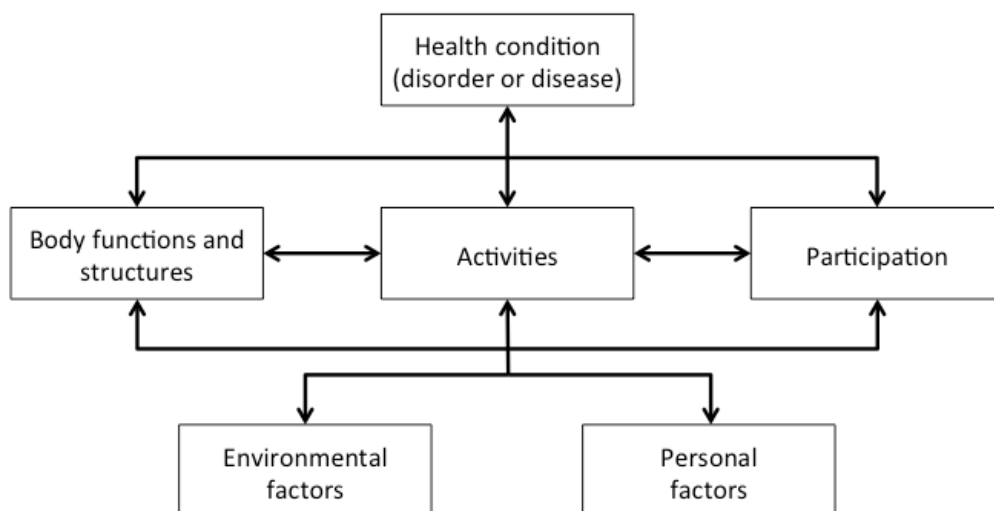 Health condition
(disorder or disease)
Body functions and
structures
Activities
Participation
Environmental
factors
Personal
factors